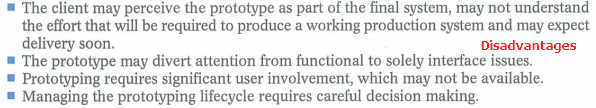 ■ The client may perceive the prototype as part of the final system, may not understand
the effort that will be required to produce a working production system and may expect
delivery soon.
Disadvantages
■ The prototype may divert attention from functional to solely interface issues.
■ Prototyping requires significant user involvement, which may not be available.
■ Managing the prototyping lifecycle requires careful decision making.